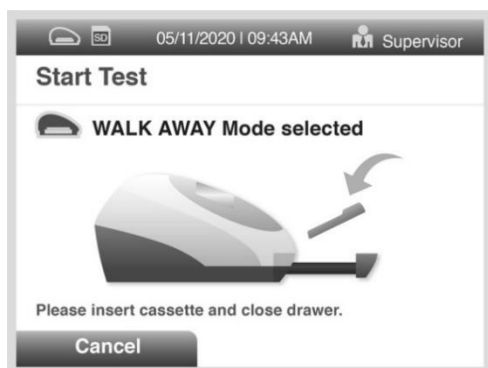 SD 05/11/2020 | 09:43AM Supervisor
Start Test
WALK AWAY Mode selected
Please insert cassette and close drawer.
Cancel